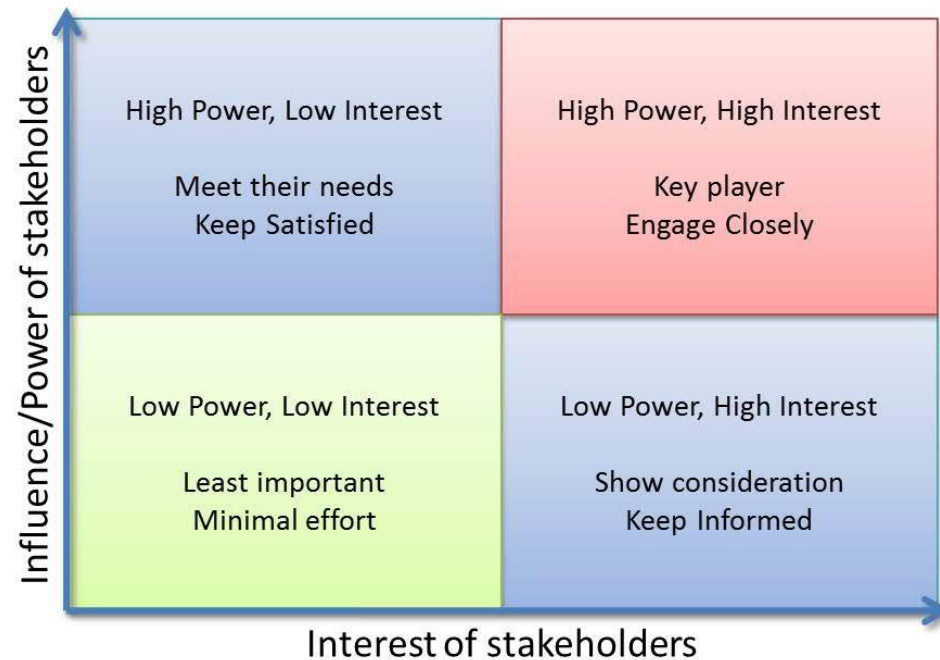 Influence/Power of stakeholders
High Power, Low Interest
Meet their needs
Keep Satisfied
High Power, High Interest
Key player
Engage Closely
Low Power, Low Interest
Least important
Minimal effort
Low Power, High Interest
Show consideration
Keep Informed
Interest of stakeholders